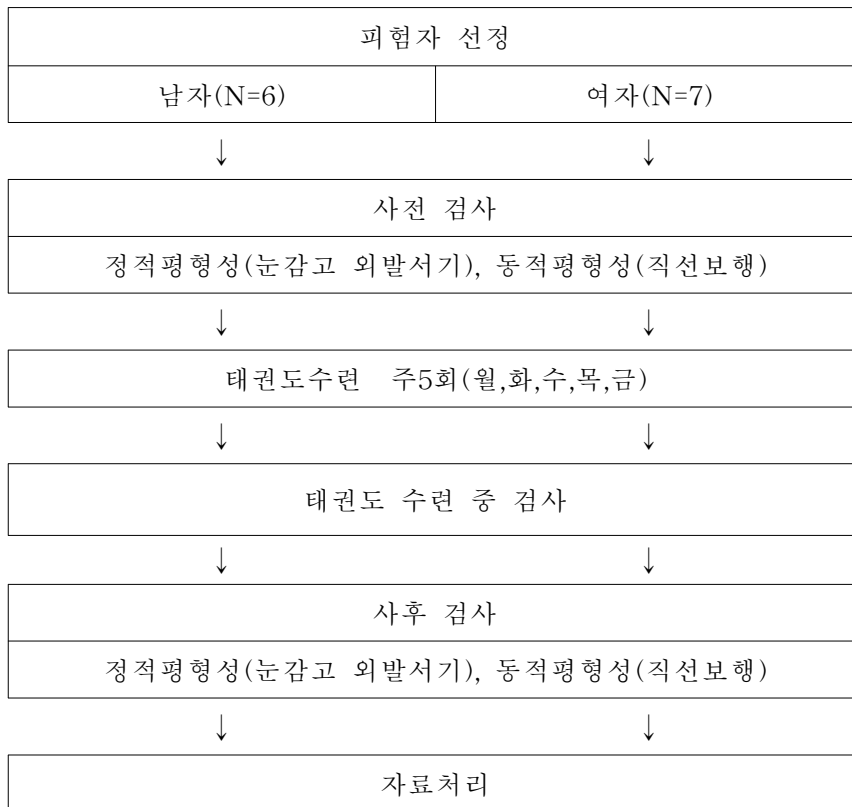 피험자 선정
남자(N=6) 여자(N=7)
↓ ↓
사전 검사
정적평형성(눈감고 외발서기), 동적평형성(직선보행)
↓ ↓
태권도수련 주5회(월,화,수,목,금)
↓ ↓
태권도 수련 중 검사
↓ ↓
사후 검사
정적평형성(눈감고 외발서기), 동적평형성(직선보행)
↓ ↓
자료처리